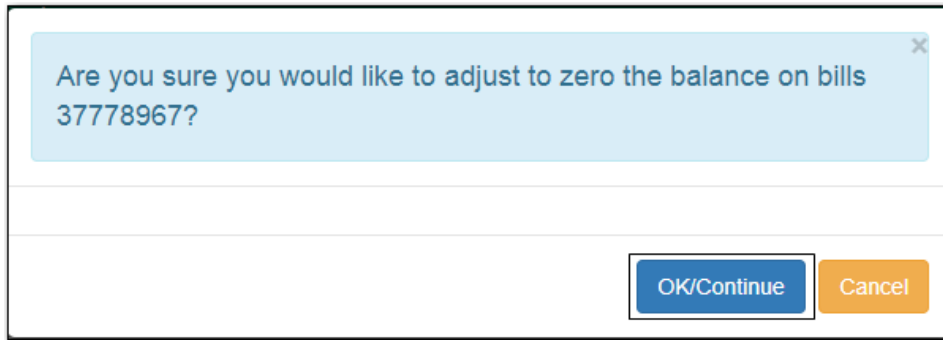 ×
Are you sure you would like to adjust to zero the balance on bills
37778967?
OK/Continue
Cancel